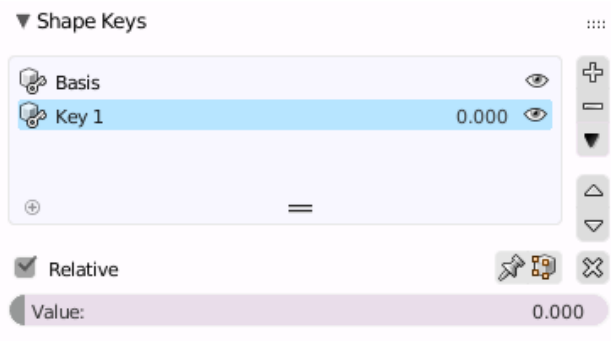 Shape Keys
Basis
Key 1 0.000
Relative
Value: 0.000